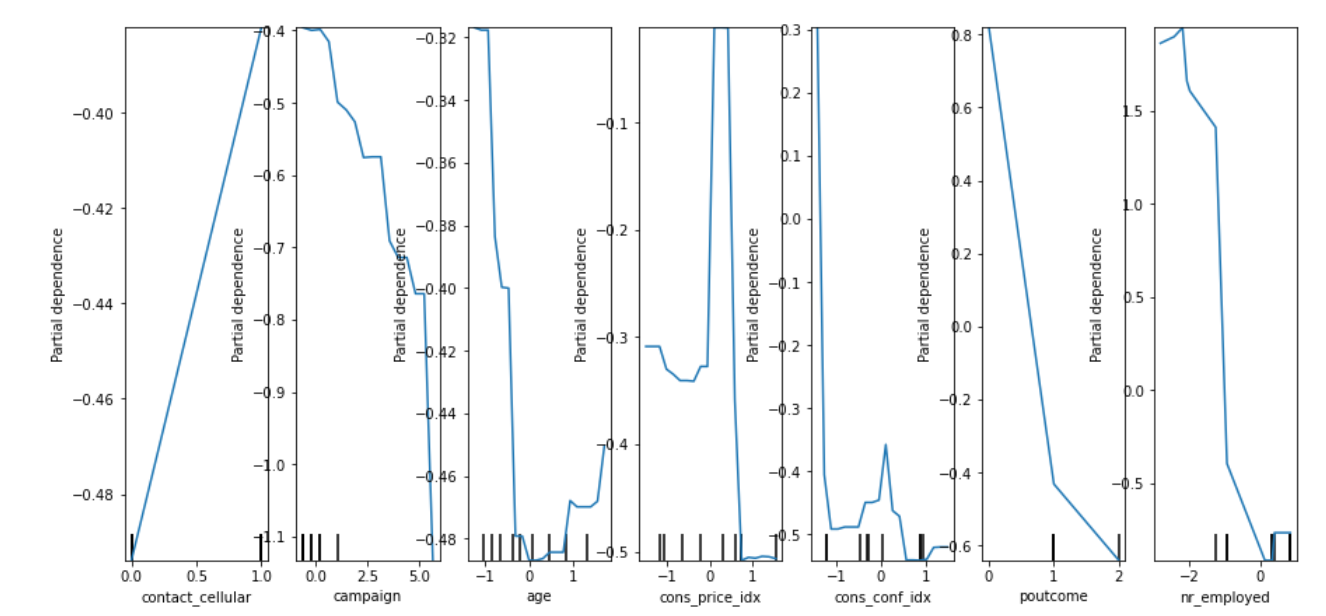 Partial dependence
−0.40
−0.42
−0.44
−0.46
−0.48
0.0 0.5 1.0
contact_cellular
Partial dependence
−0.4
−0.5
−0.6
−0.7
−0.8
−0.9
−1.0
−1.1
0.0 2.5 5.0
campaign
Partial dependence
−0.32
−0.34
−0.36
−0.38
−0.40
−0.42
−0.44
−0.46
−0.48
−1 0 1
age
Partial dependence
−0.1
−0.2
−0.3
−0.4
−0.5
−1 0 1
cons_price_idx
Partial dependence
0.3
0.2
0.1
0.0
−0.1
−0.2
−0.3
−0.4
−0.5
−1 0 1
cons_conf_idx
Partial dependence
0.8
0.6
0.4
0.2
0.0
−0.2
−0.4
−0.6
0 1 2
poutcome
Partial dependence
1.5
1.0
0.5
0.0
−0.5
−2 0
nr_employed